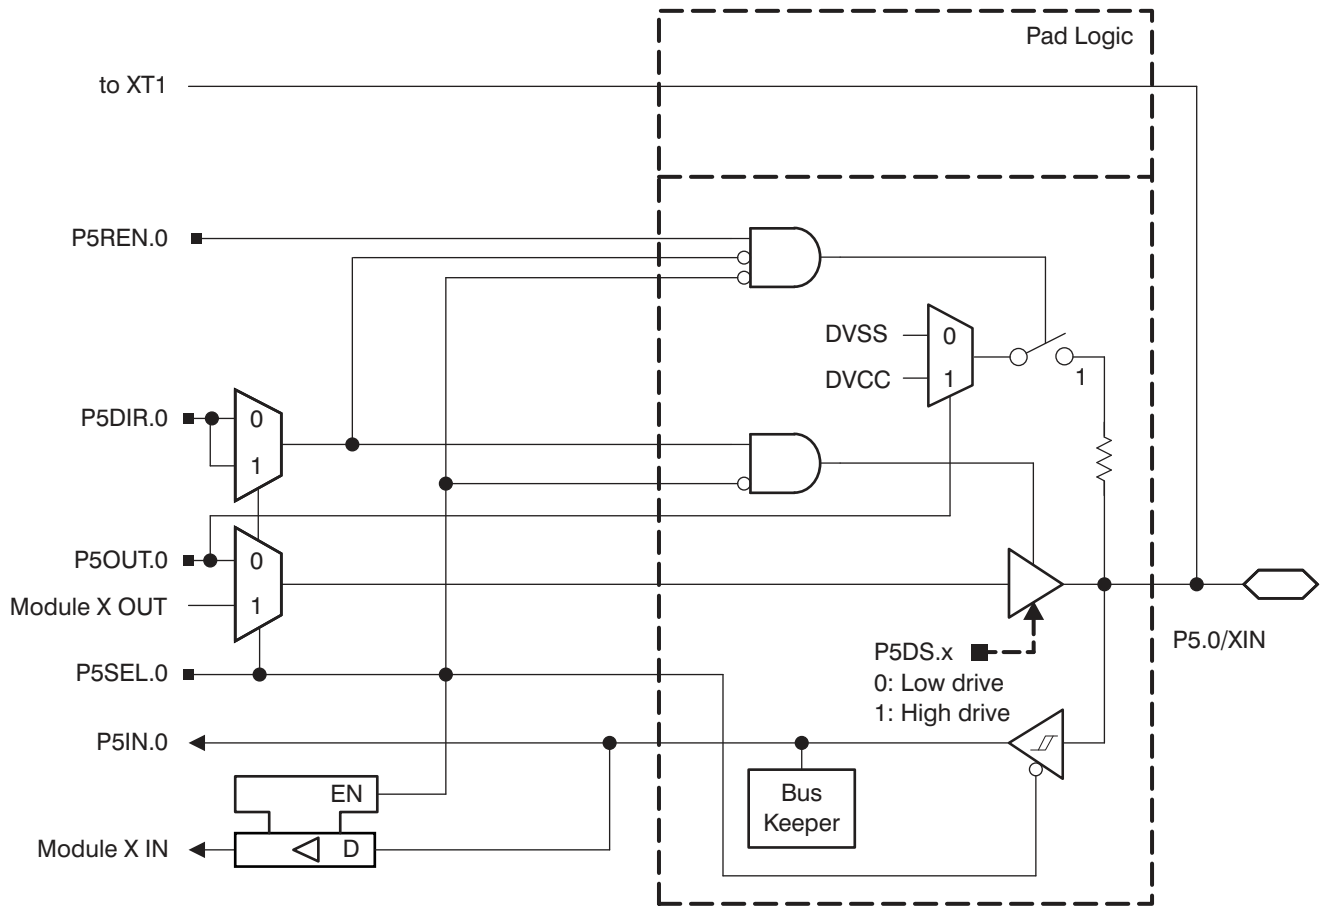 Pad Logic
to XT1
P5REN.0
DVSS
0
DVCC
1
1
P5DIR.0
0
1
P5OUT.0
0
Module X OUT
1
P5SEL.0
P5DS.x
0: Low drive
1: High drive
P5.0/XIN
P5IN.0
Bus
Keeper
EN
Module X IN
D